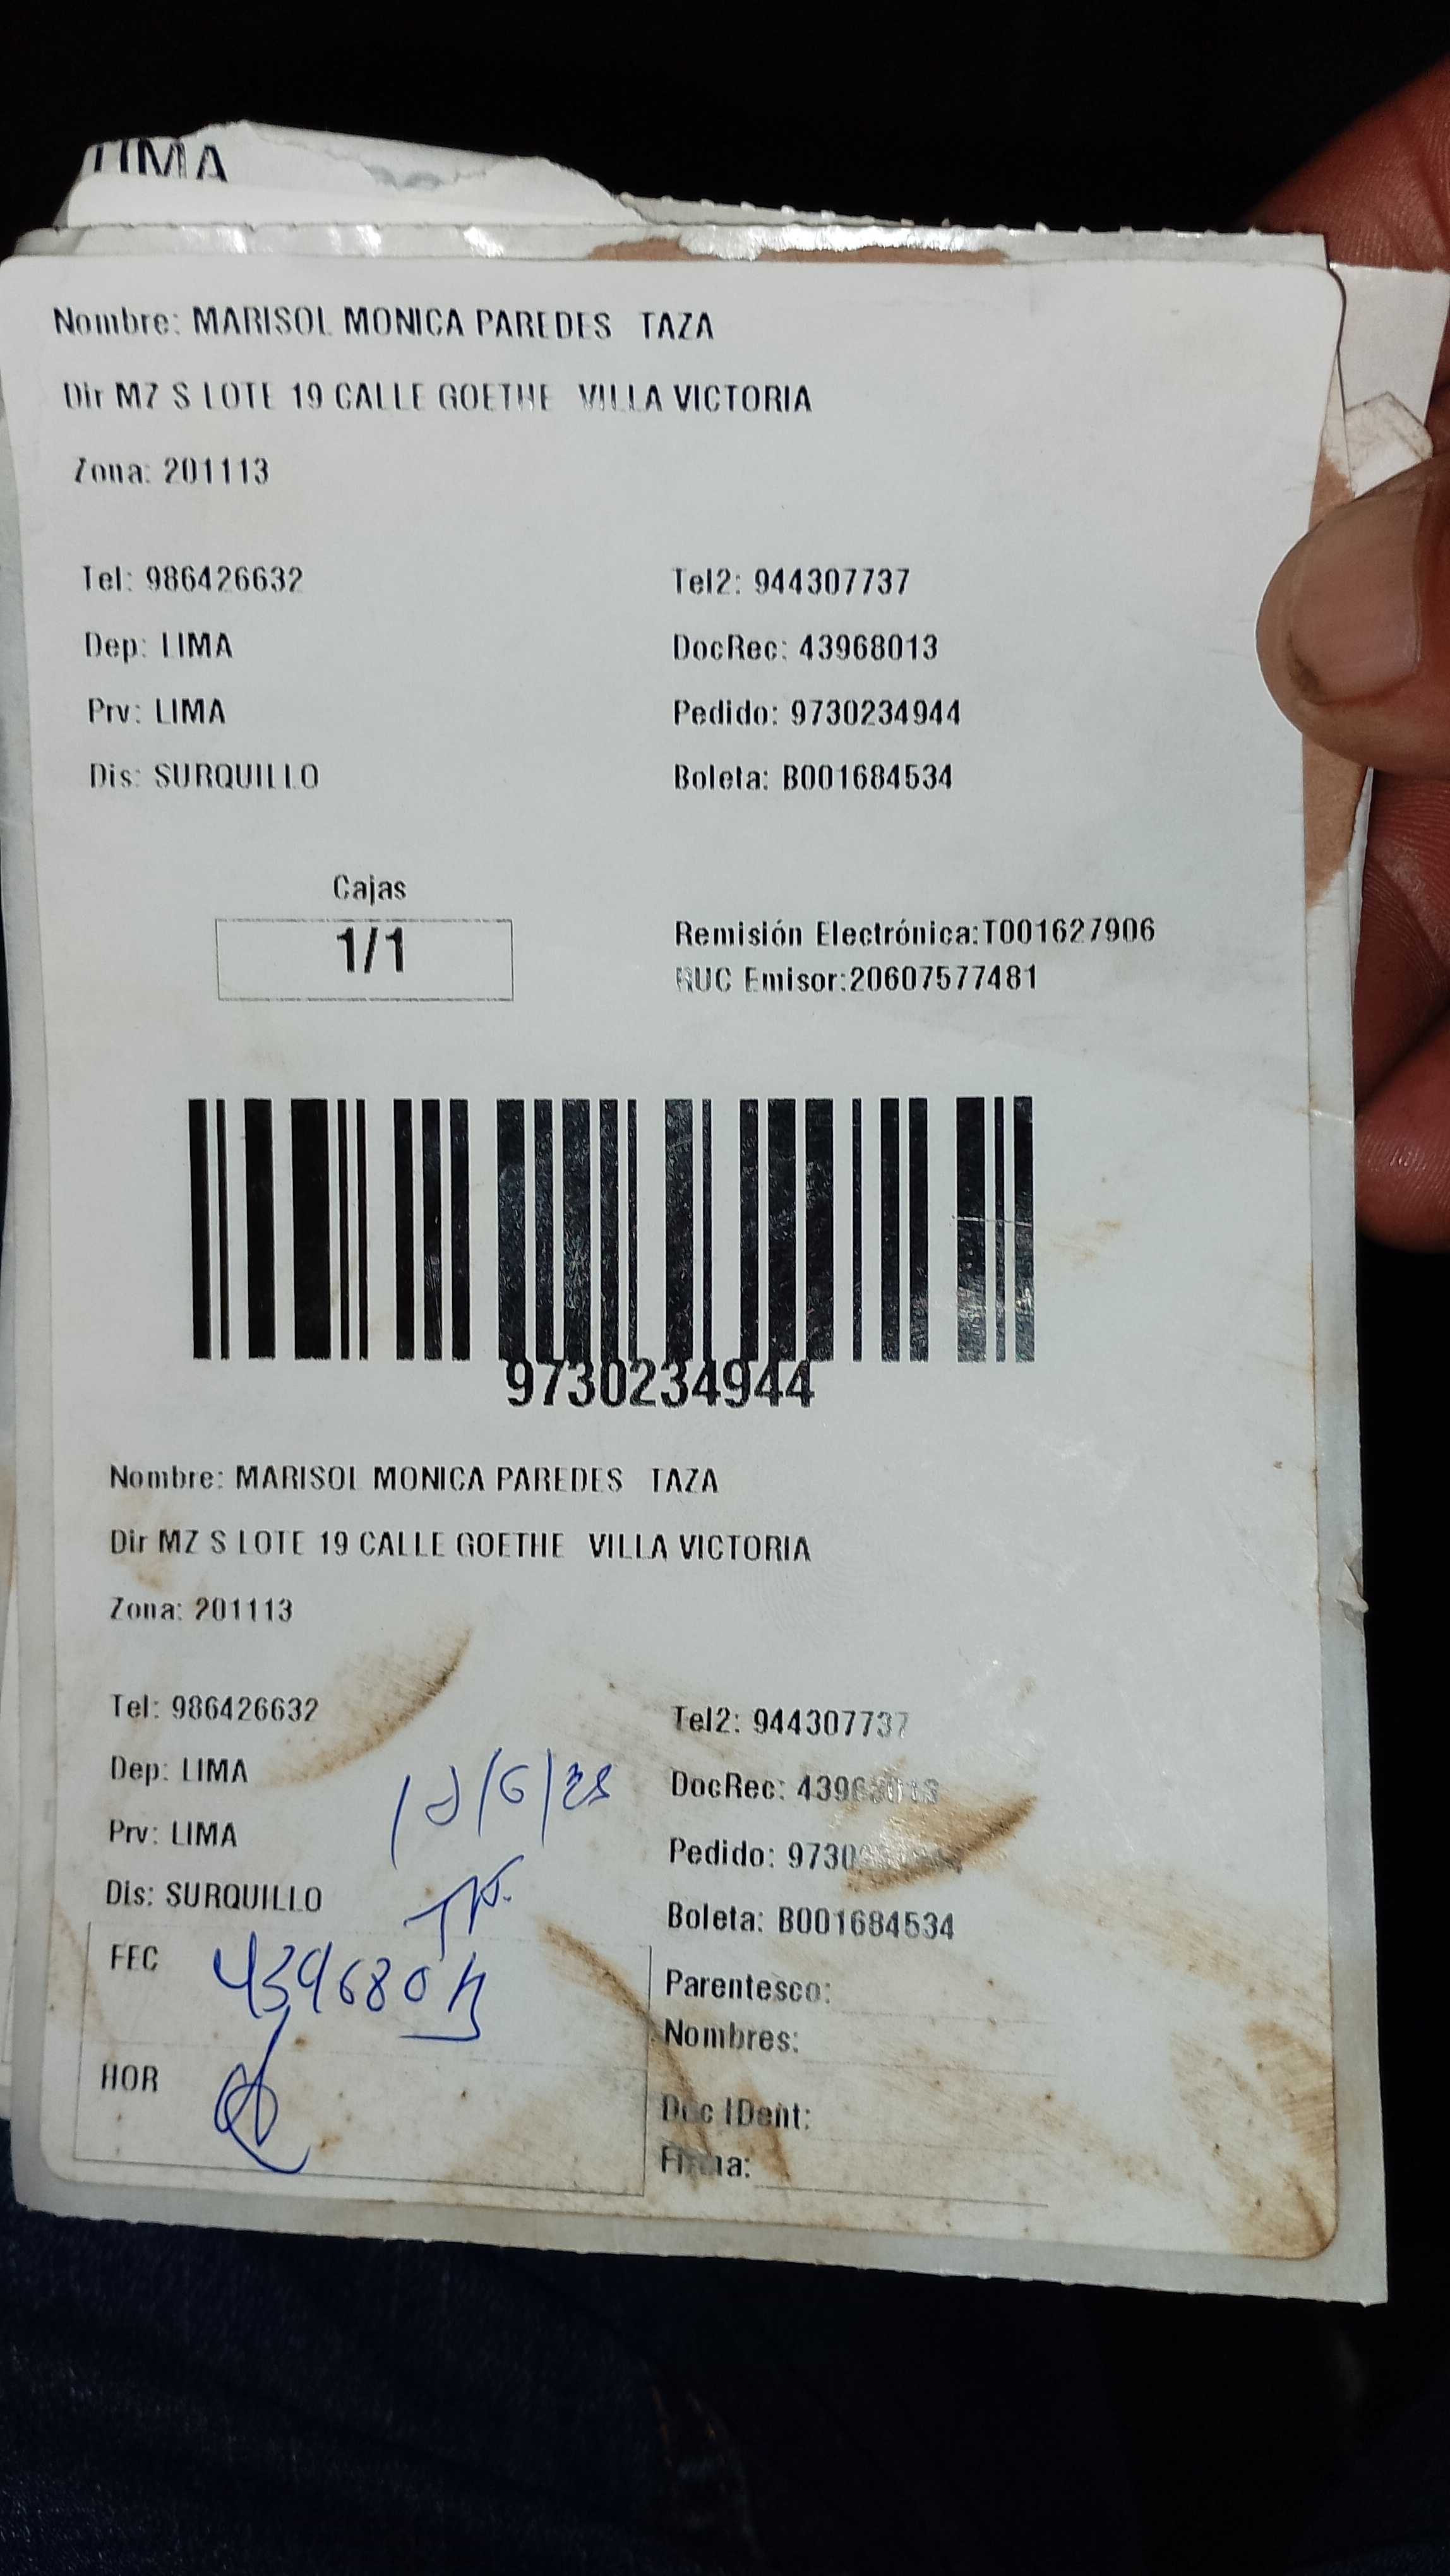 LIMA
Nombre: MARISOL MONICA PAREDES TAZA
Dir MZ S LOTE 19 CALLE GOETHE VILLA VICTORIA
Zona: 201113
Tel: 986426632 Tel2: 944307737
Dep: LIMA DocRec: 43968013
Prv: LIMA Pedido: 9730234944
Dis: SURQUILLO Boleta: B001684534
Cajas
1/1
Remisión Electrónica:T001627906
RUC Emisor:20607577481
9730234944
Nombre: MARISOL MONICA PAREDES TAZA
Dir MZ S LOTE 19 CALLE GOETHE VILLA VICTORIA
Zona: 201113
Tel: 986426632 Tel2: 944307737
Dep: LIMA DocRec: 43968013
Prv: LIMA Pedido:
Dis: SURQUILLO Boleta: B001684534
FEC 43968013 Parentesco:
Nombres:
HOR
Doc IDent:
Firma: